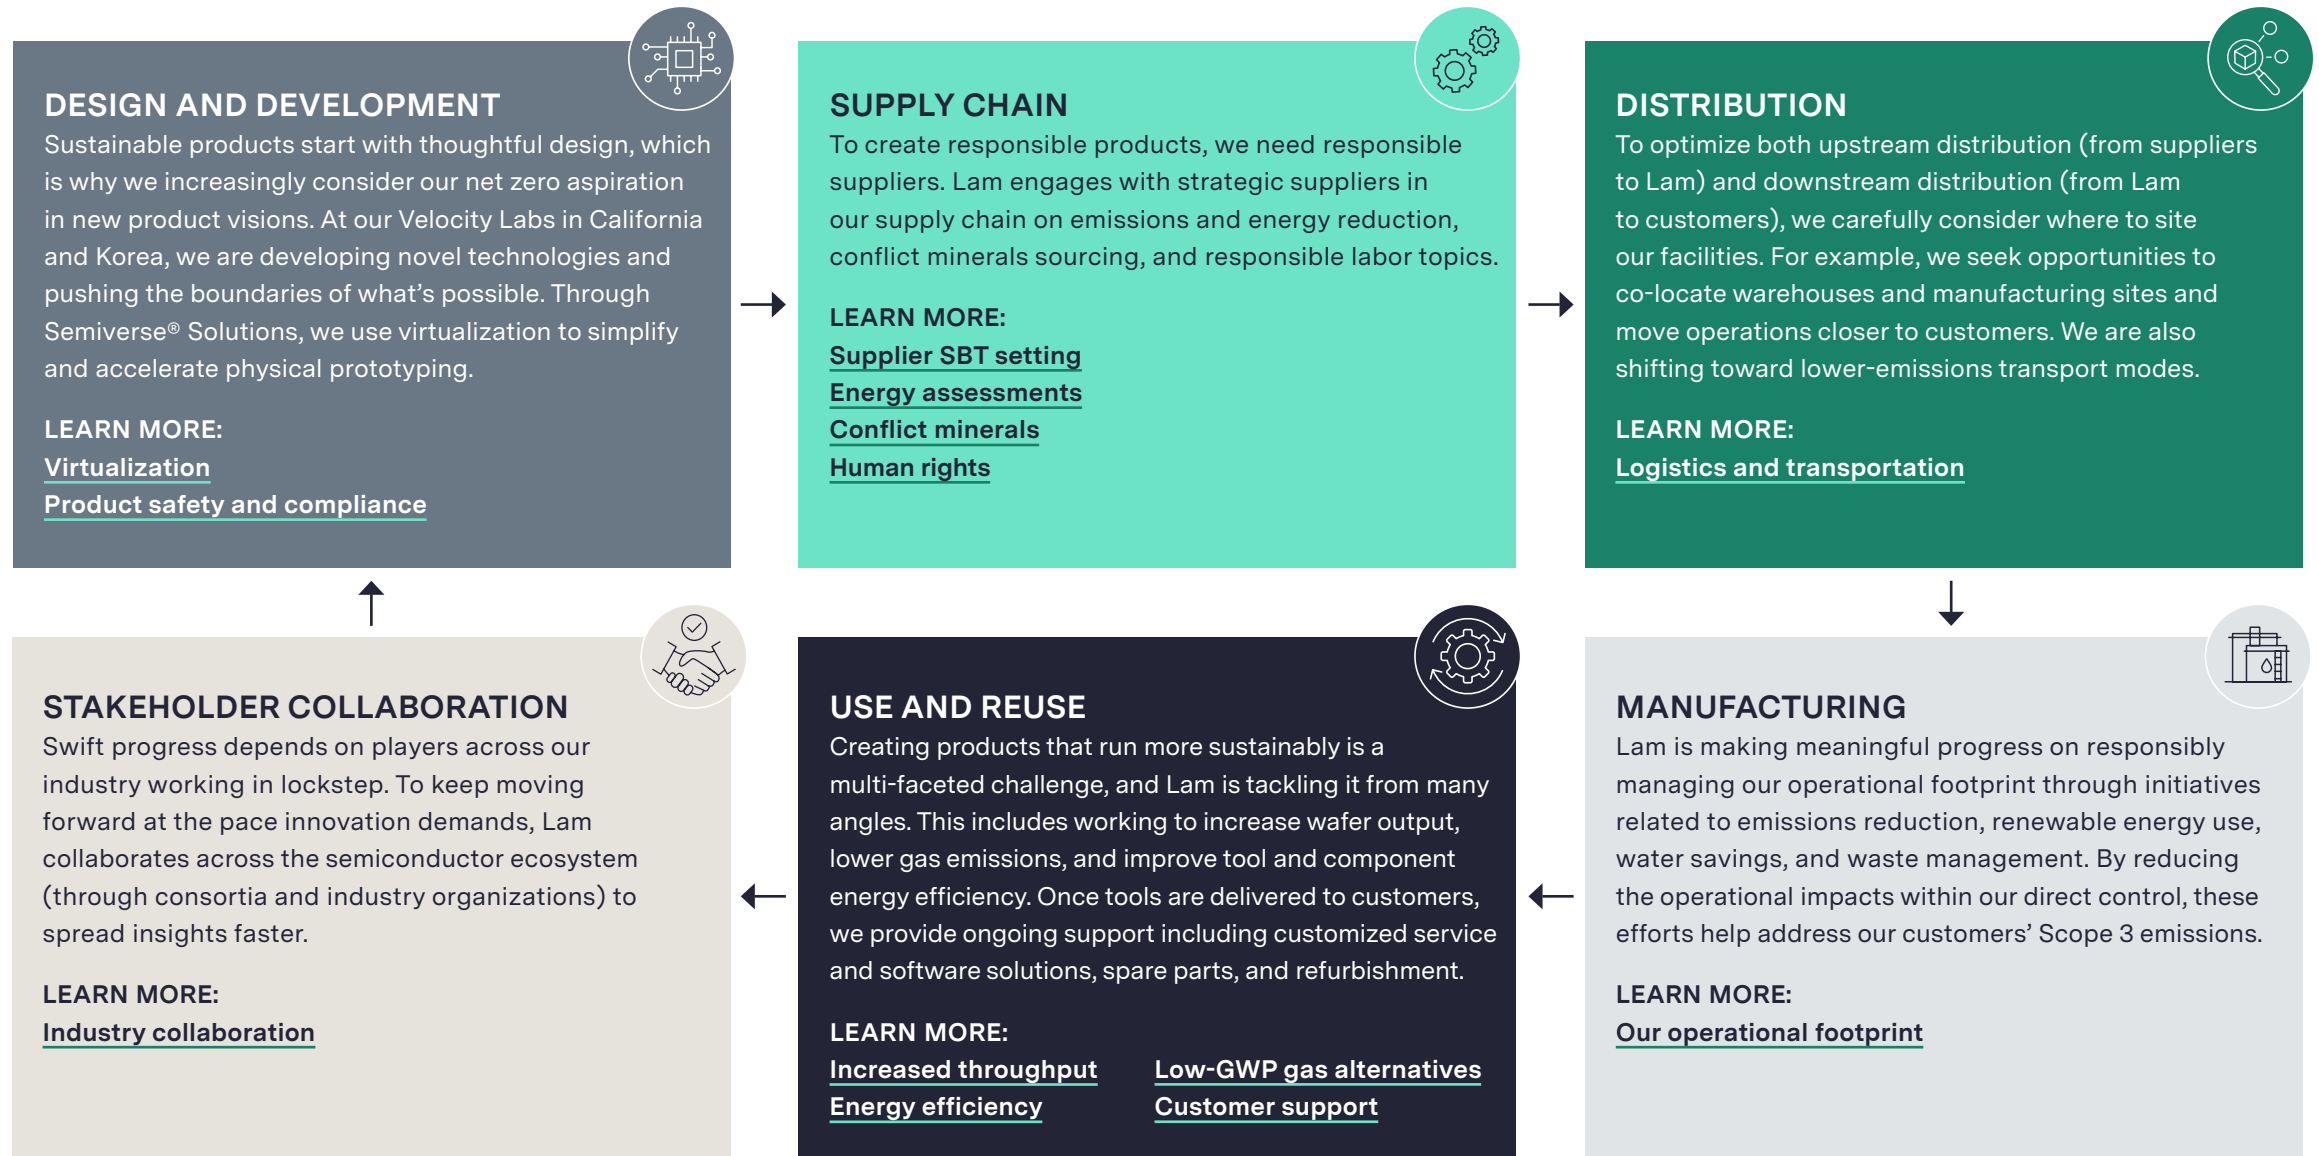 DESIGN AND DEVELOPMENT
Sustainable products start with thoughtful design, which
is why we increasingly consider our net zero aspiration
in new product visions. At our Velocity Labs in California
and Korea, we are developing novel technologies and
pushing the boundaries of what's possible. Through
Semiverse® Solutions, we use virtualization to simplify
and accelerate physical prototyping.
LEARN MORE:
Virtualization
Product safety and compliance
SUPPLY CHAIN
To create responsible products, we need responsible
suppliers. Lam engages with strategic suppliers in
our supply chain on emissions and energy reduction,
conflict minerals sourcing, and responsible labor topics.
LEARN MORE:
Supplier SBT setting
Energy assessments
Conflict minerals
Human rights
DISTRIBUTION
To optimize both upstream distribution (from suppliers
to Lam) and downstream distribution (from Lam
to customers), we carefully consider where to site
our facilities. For example, we seek opportunities to
co-locate warehouses and manufacturing sites and
move operations closer to customers. We are also
shifting toward lower-emissions transport modes.
LEARN MORE:
Logistics and transportation
STAKEHOLDER COLLABORATION
Swift progress depends on players across our
industry working in lockstep. To keep moving
forward at the pace innovation demands, Lam
collaborates across the semiconductor ecosystem
(through consortia and industry organizations) to
spread insights faster.
LEARN MORE:
Industry collaboration
USE AND REUSE
Creating products that run more sustainably is a
multi-faceted challenge, and Lam is tackling it from many
angles. This includes working to increase wafer output,
lower gas emissions, and improve tool and component
energy efficiency. Once tools are delivered to customers,
we provide ongoing support including customized service
and software solutions, spare parts, and refurbishment.
LEARN MORE:
Increased throughput
Energy efficiency
Low-GWP gas alternatives
Customer support
MANUFACTURING
Lam is making meaningful progress on responsibly
managing our operational footprint through initiatives
related to emissions reduction, renewable energy use,
water savings, and waste management. By reducing
the operational impacts within our direct control, these
efforts help address our customers' Scope 3 emissions.
LEARN MORE:
Our operational footprint